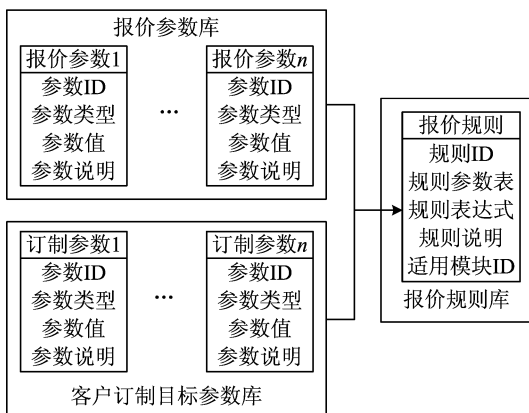 报价参数库
报价参数1
参数ID
参数类型
参数值
参数说明
...
报价参数n
参数ID
参数类型
参数值
参数说明
订制参数1
参数ID
参数类型
参数值
参数说明
...
订制参数n
参数ID
参数类型
参数值
参数说明
客户订制目标参数库
报价规则
规则ID
规则参数表
规则表达式
规则说明
适用模块ID
报价规则库